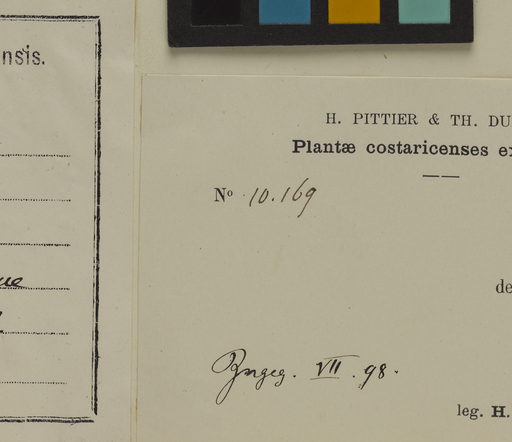 nsis.
H. PITTIER & TH. DU
Plantæ costaricenses e
Nº 10.169
de
VII. 98.
leg. H.